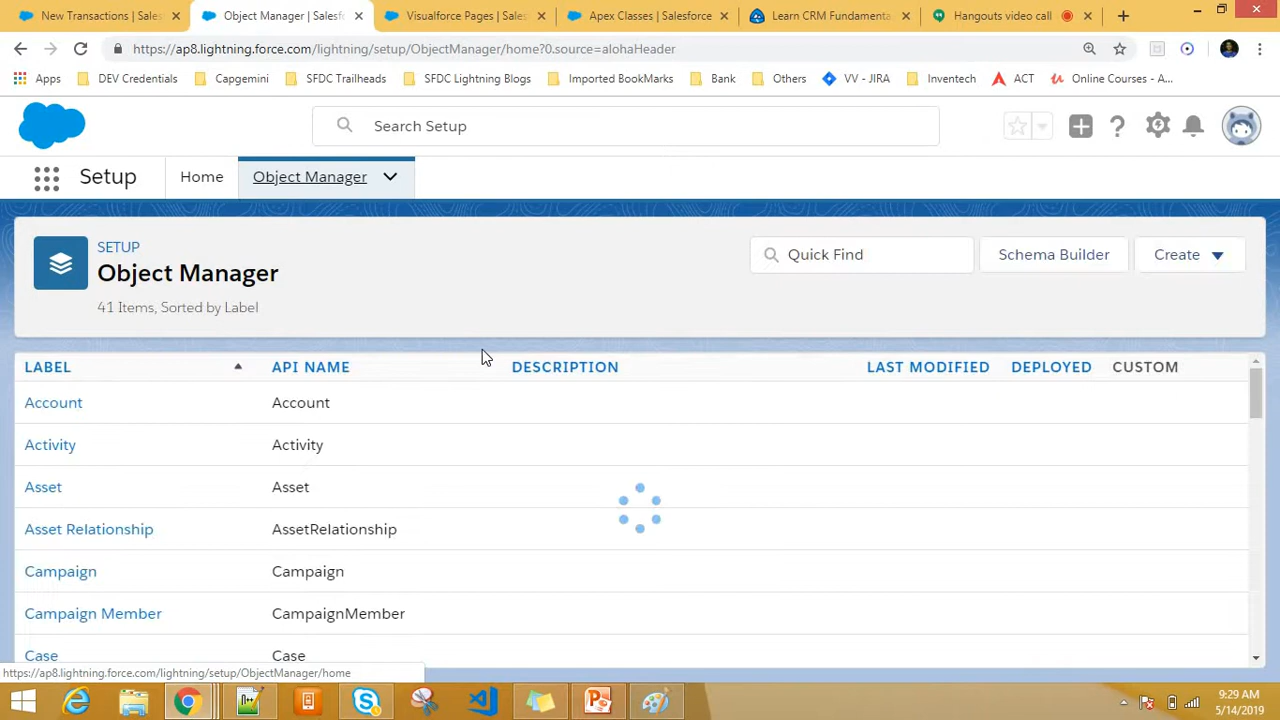 New Transactions | Sales
Object Manager | Salesf
Visualforce Pages | Sales
Apex Classes | Salesforce
Learn CRM Fundamenta
Hangouts video call
https://ap8.lightning.force.com/lightning/setup/ObjectManager/home?0.source=alohaHeader
Apps
DEV Credentials
Capgemini
SFDC Trailheads
SFDC Lightning Blogs
Imported BookMarks
Bank
Others
VV - JIRA
Inventech
ACT
Online Courses - A...
Search Setup
Setup
Home
Object Manager
SETUP
Object Manager
41 Items, Sorted by Label
Quick Find
Schema Builder
Create
LABEL
API NAME
DESCRIPTION
LAST MODIFIED
DEPLOYED
CUSTOM
Account
Account
Activity
Activity
Asset
Asset
Asset Relationship
AssetRelationship
Campaign
Campaign
Campaign Member
CampaignMember
Case
Case
https://ap8.lightning.force.com/lightning/setup/ObjectManager/home
9:29 AM
5/14/2019